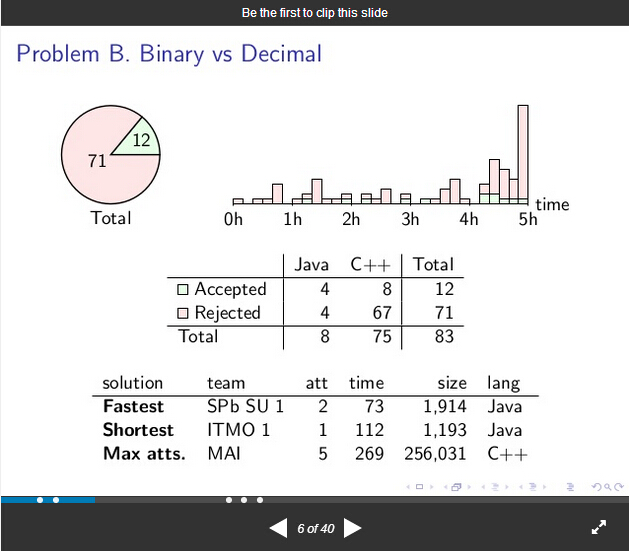 Be the first to clip this slide
Problem B. Binary vs Decimal
12
71
Total
time
0h 1h 2h 3h 4h 5h
Java C++ Total
Accepted 4 8 12
Rejected 4 67 71
Total 8 75 83
solution team att time size lang
Fastest SPb SU 1 2 73 1,914 Java
Shortest ITMO 1 1 112 1,193 Java
Max atts. MAI 5 269 256,031 C++
6 of 40